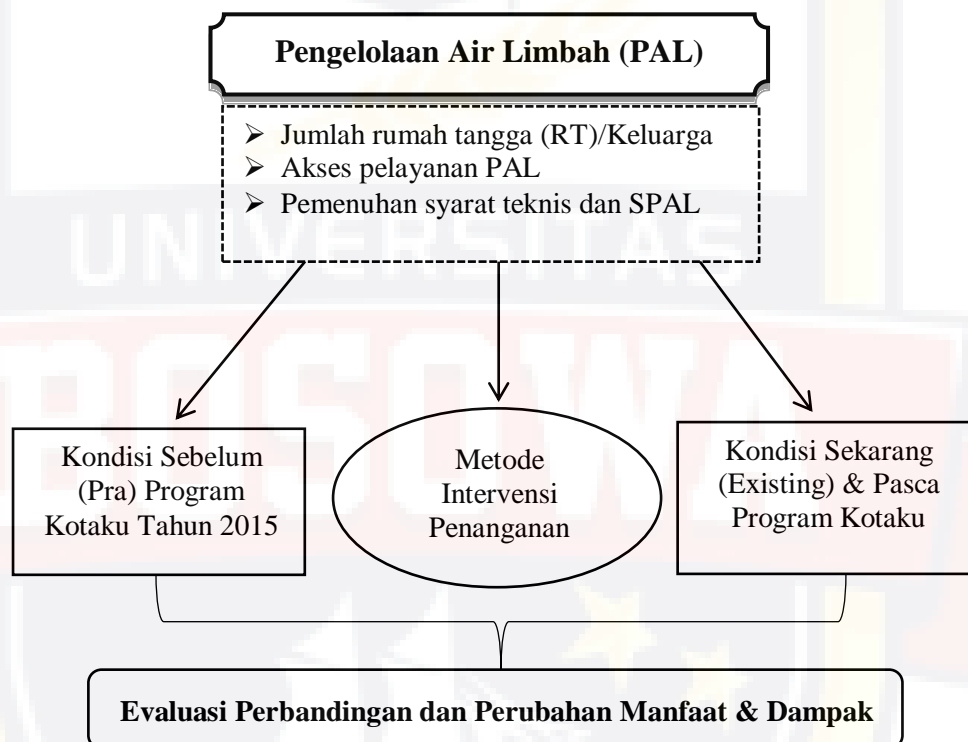 Pengelolaan Air Limbah (PAL)
➢ Jumlah rumah tangga (RT)/Keluarga
➢ Akses pelayanan PAL
➢ Pemenuhan syarat teknis dan SPAL
UNIVERSITAS
BOSOWA
Kondisi Sebelum
(Pra) Program
Kotaku Tahun 2015
Metode
Intervensi
Penanganan
Kondisi Sekarang
(Existing) & Pasca
Program Kotaku
Evaluasi Perbandingan dan Perubahan Manfaat & Dampak